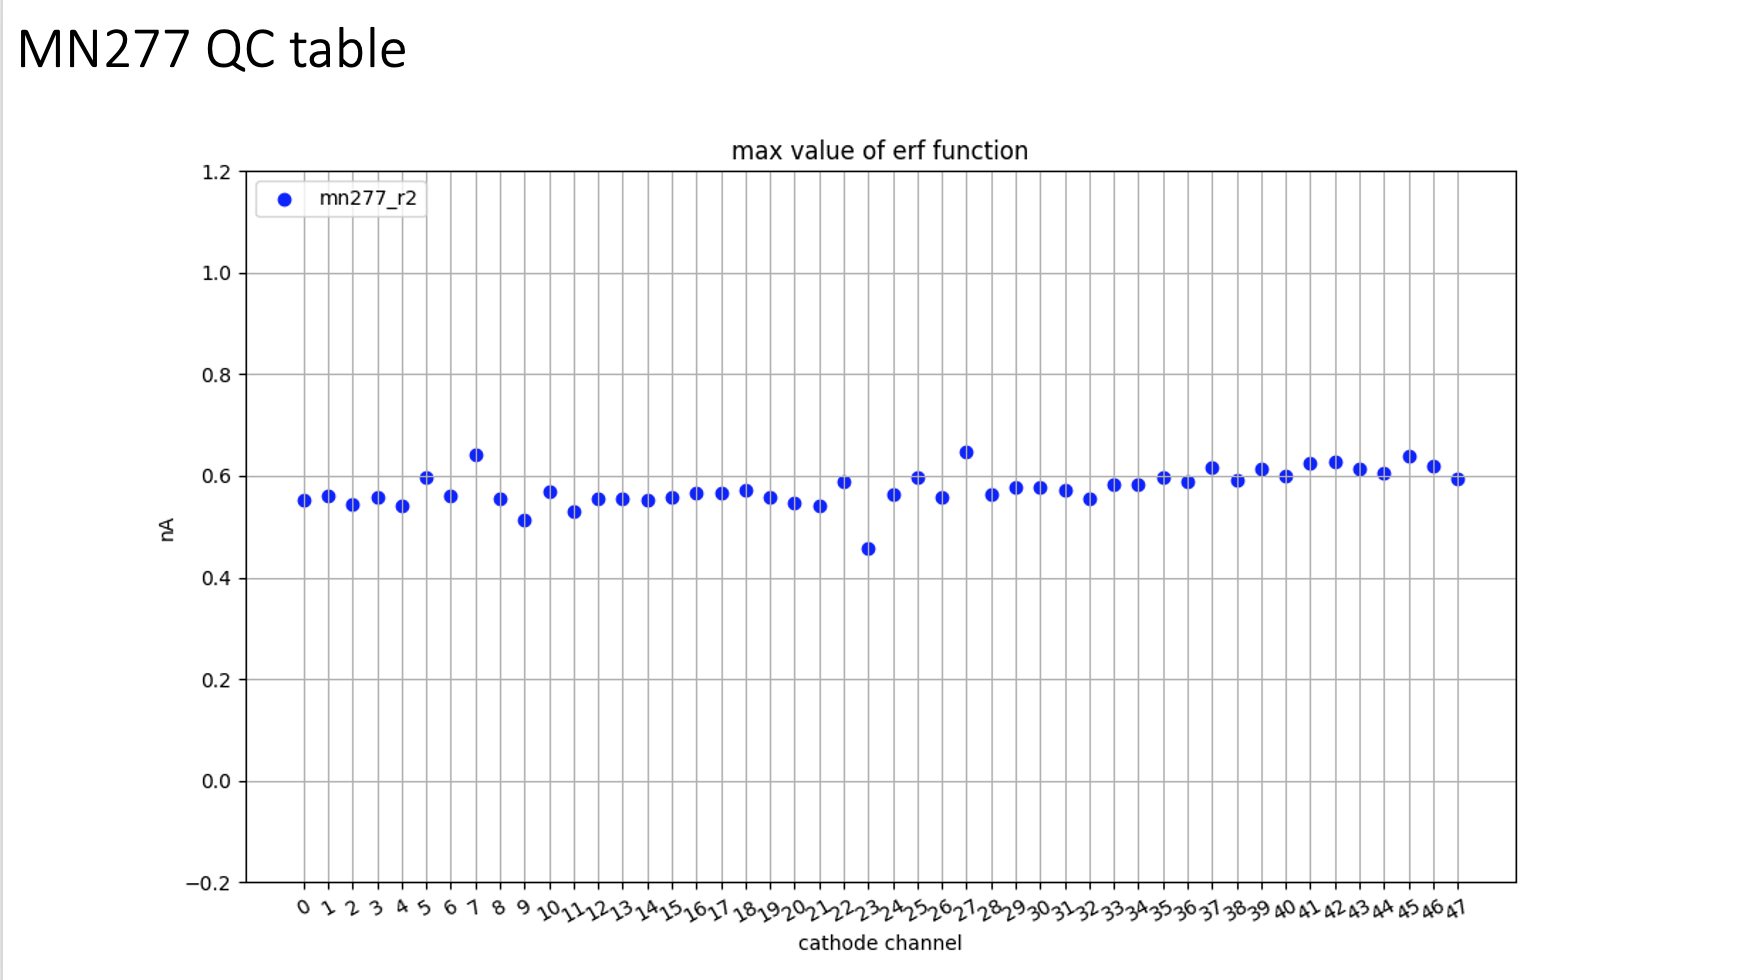 MN277 QC table
max value of erf function
mn277_r2
1.2
1.0
0.8
0.6
0.4
0.2
0.0
−0.2
nA
0 1 2 3 4 5 6 7 8 9 10 11 12 13 14 15 16 17 18 19 20 21 22 23 24 25 26 27 28 29 30 31 32 33 34 35 36 37 38 39 40 41 42 43 44 45 46 47
cathode channel